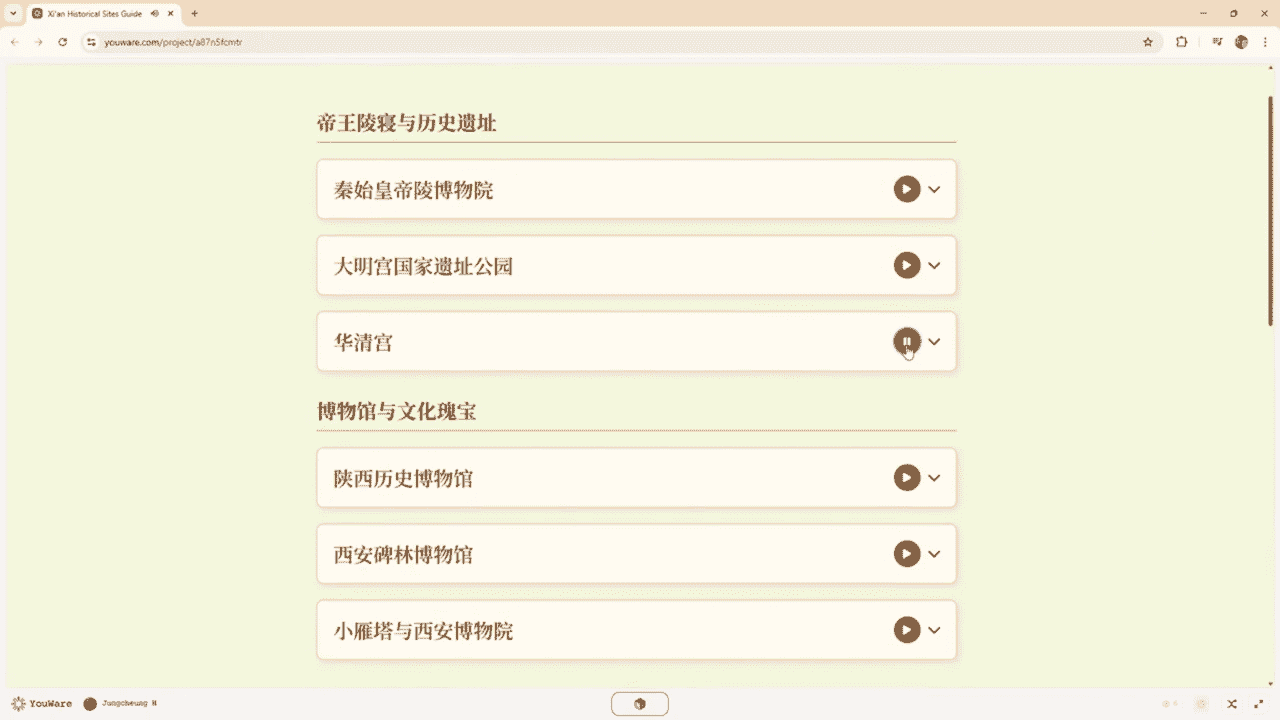 Xi'an Historical Sites Guide
youware.com/project/a87n5fcmtr
帝王陵寝与历史遗址
秦始皇帝陵博物院
大明宫国家遗址公园
华清宫
博物馆与文化瑰宝
陕西历史博物馆
西安碑林博物馆
小雁塔与西安博物院
YouWare